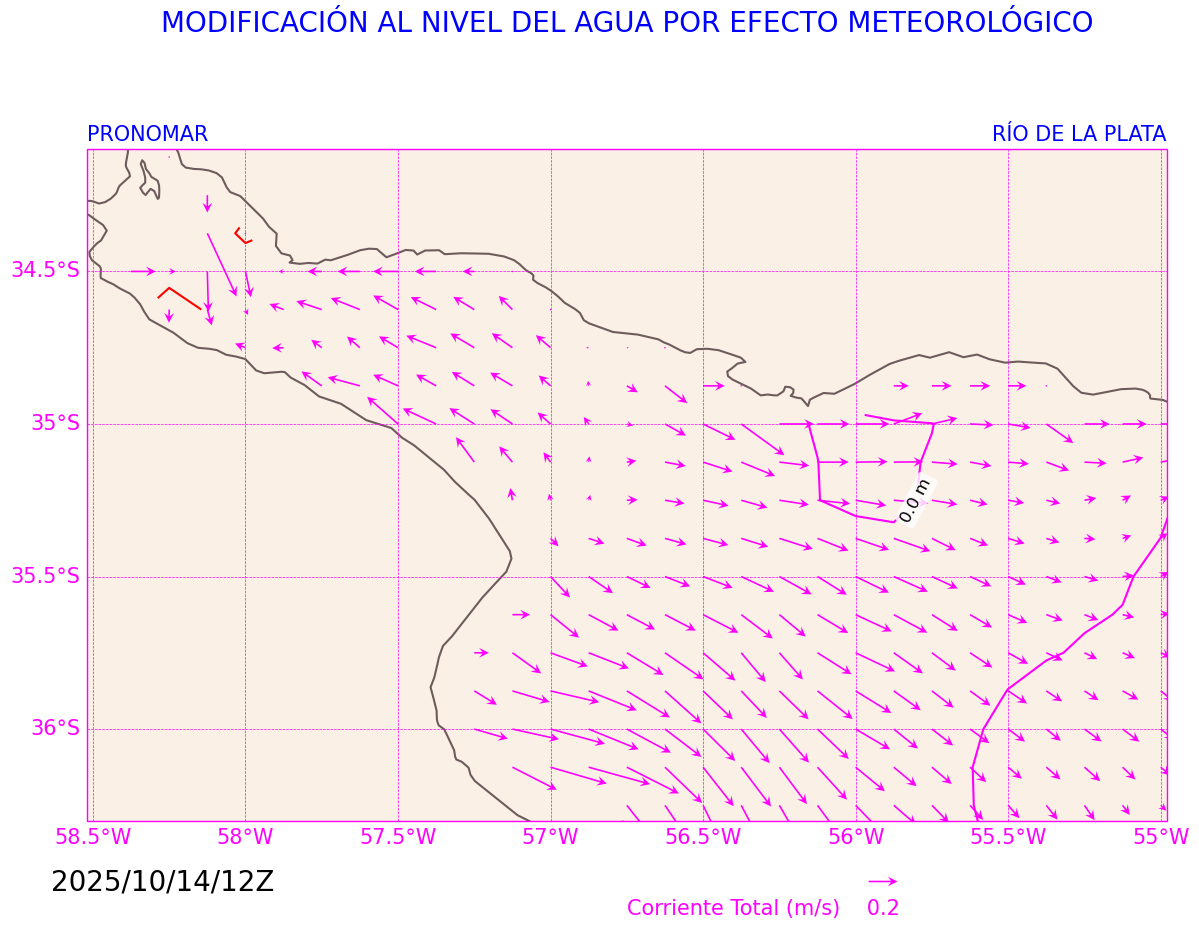 MODIFICACIÓN AL NIVEL DEL AGUA POR EFECTO METEOROLÓGICO
PRONOMAR
RÍO DE LA PLATA
34.5°S
35°S
0.0 m
35.5°S
36°S
58.5°W
58°W
57.5°W
57°W
56.5°W
56°W
55.5°W
55°W
2025/10/14/12Z
Corriente Total (m/s)
0.2